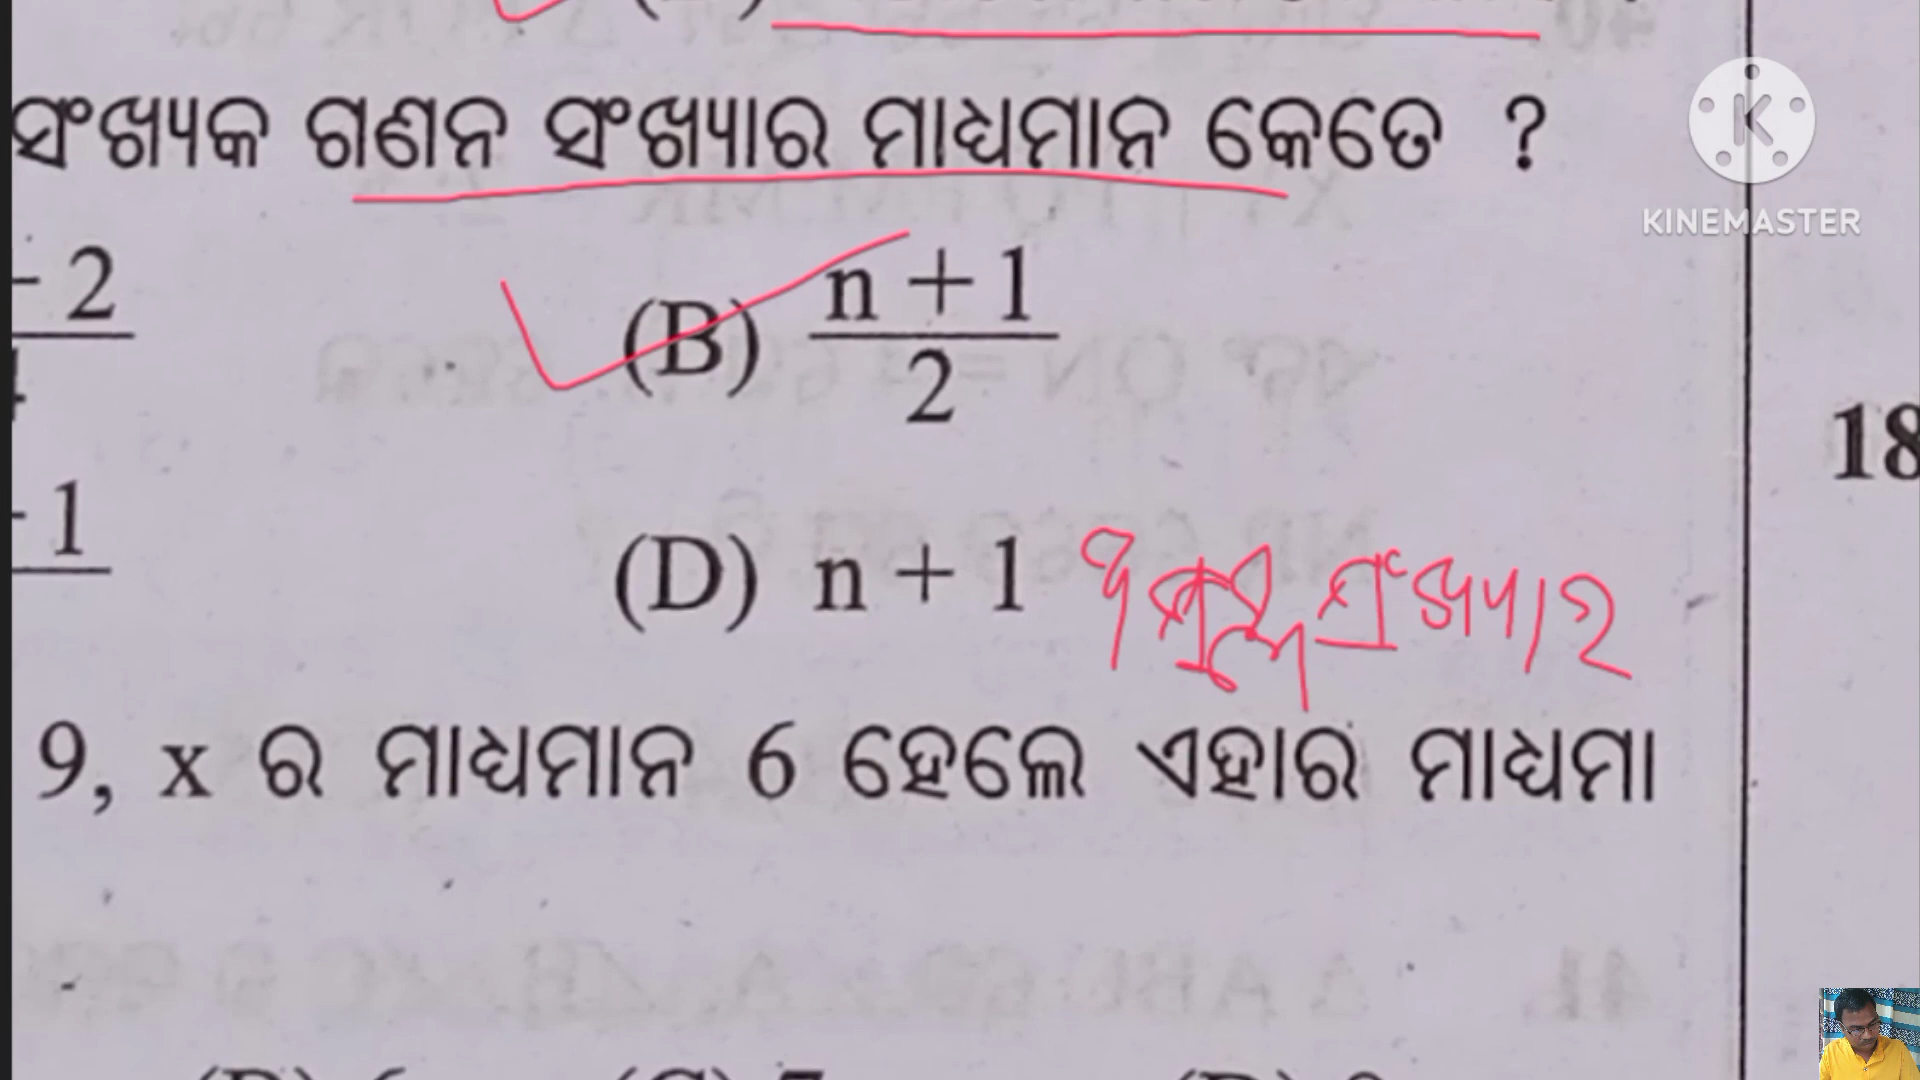 ସଂଖ୍ୟକ ଗଣନ ସଂଖ୍ୟାର ମାଧ୍ୟମାନ କେତେ ?
KINEMASTER
- 2
(B) n + 1
2
18
- 1
(D) n + 1 ସଂଖ୍ୟାର
9, x ର ମାଧ୍ୟମାନ 6 ହେଲେ ଏହାର ମାଧ୍ୟମା